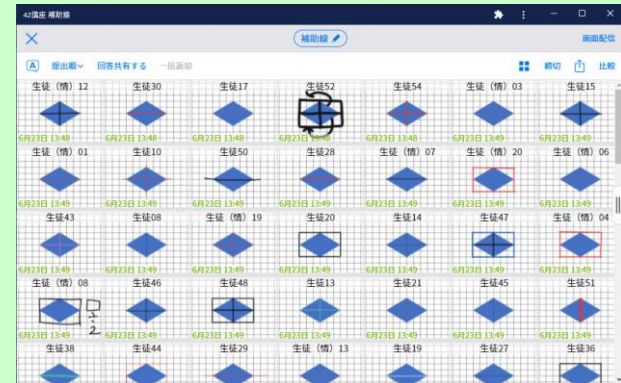 42講座 補助線
補助線
画面配信
A 提出順 回答共有する 一括返却 締切 比較
生徒（情）12 生徒30 生徒17 生徒52 生徒54 生徒（情）03 生徒15
6月23日 13:48 6月23日 13:48 6月23日 13:48 6月23日 13:48 6月23日 13:48 6月23日 13:49 6月23日 13:49
生徒（情）01 生徒10 生徒50 生徒28 生徒（情）07 生徒（情）20 生徒（情）06
6月23日 13:49 6月23日 13:49 6月23日 13:49 6月23日 13:49 6月23日 13:49 6月23日 13:49 6月23日 13:49
生徒43 生徒08 生徒（情）19 生徒20 生徒14 生徒47 生徒（情）04
6月23日 13:49 6月23日 13:49 6月23日 13:49 6月23日 13:49 6月23日 13:49 6月23日 13:49 6月23日 13:49
生徒（情）08 生徒46 生徒48 生徒13 生徒21 生徒45 生徒51
6月23日 13:49 6月23日 13:49 6月23日 13:49 6月23日 13:49 6月23日 13:49 6月23日 13:49 6月23日 13:49
生徒38 生徒44 生徒29 生徒（情）13 生徒19 生徒27 生徒36